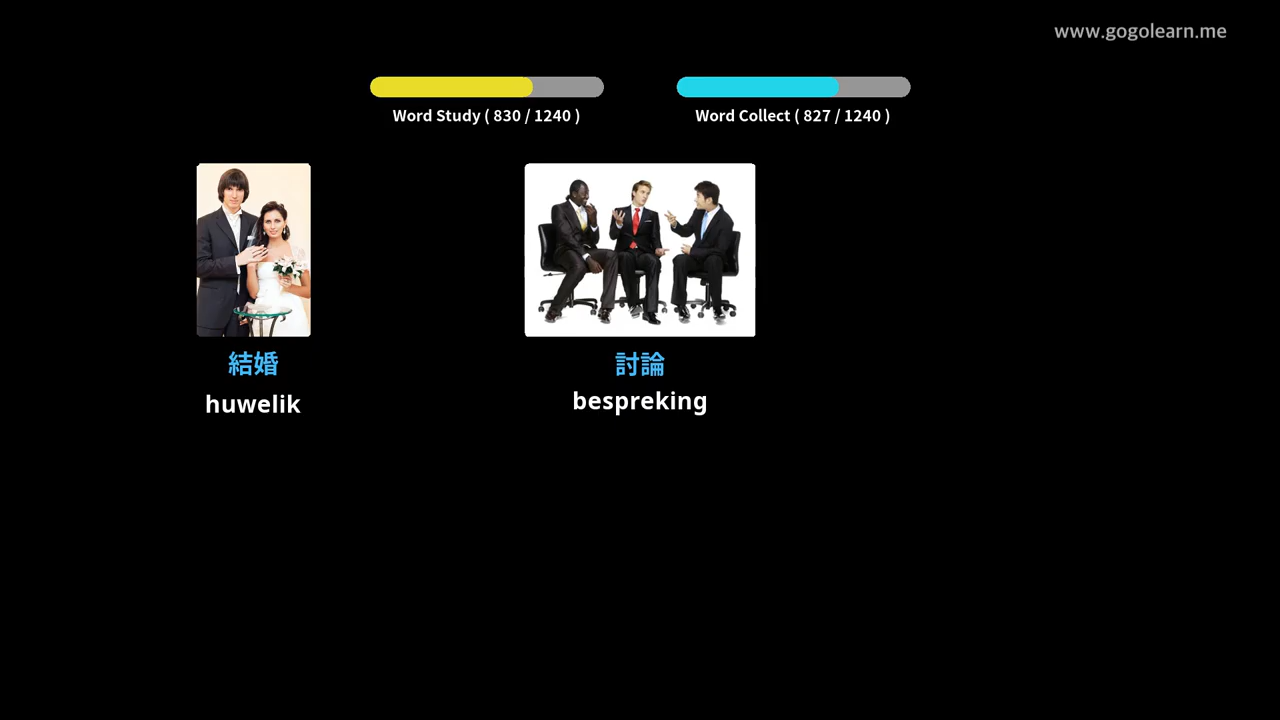 www.gogolearn.me
Word Study ( 830 / 1240 )
Word Collect ( 827 / 1240 )
結婚
huwelik
討論
bespreking